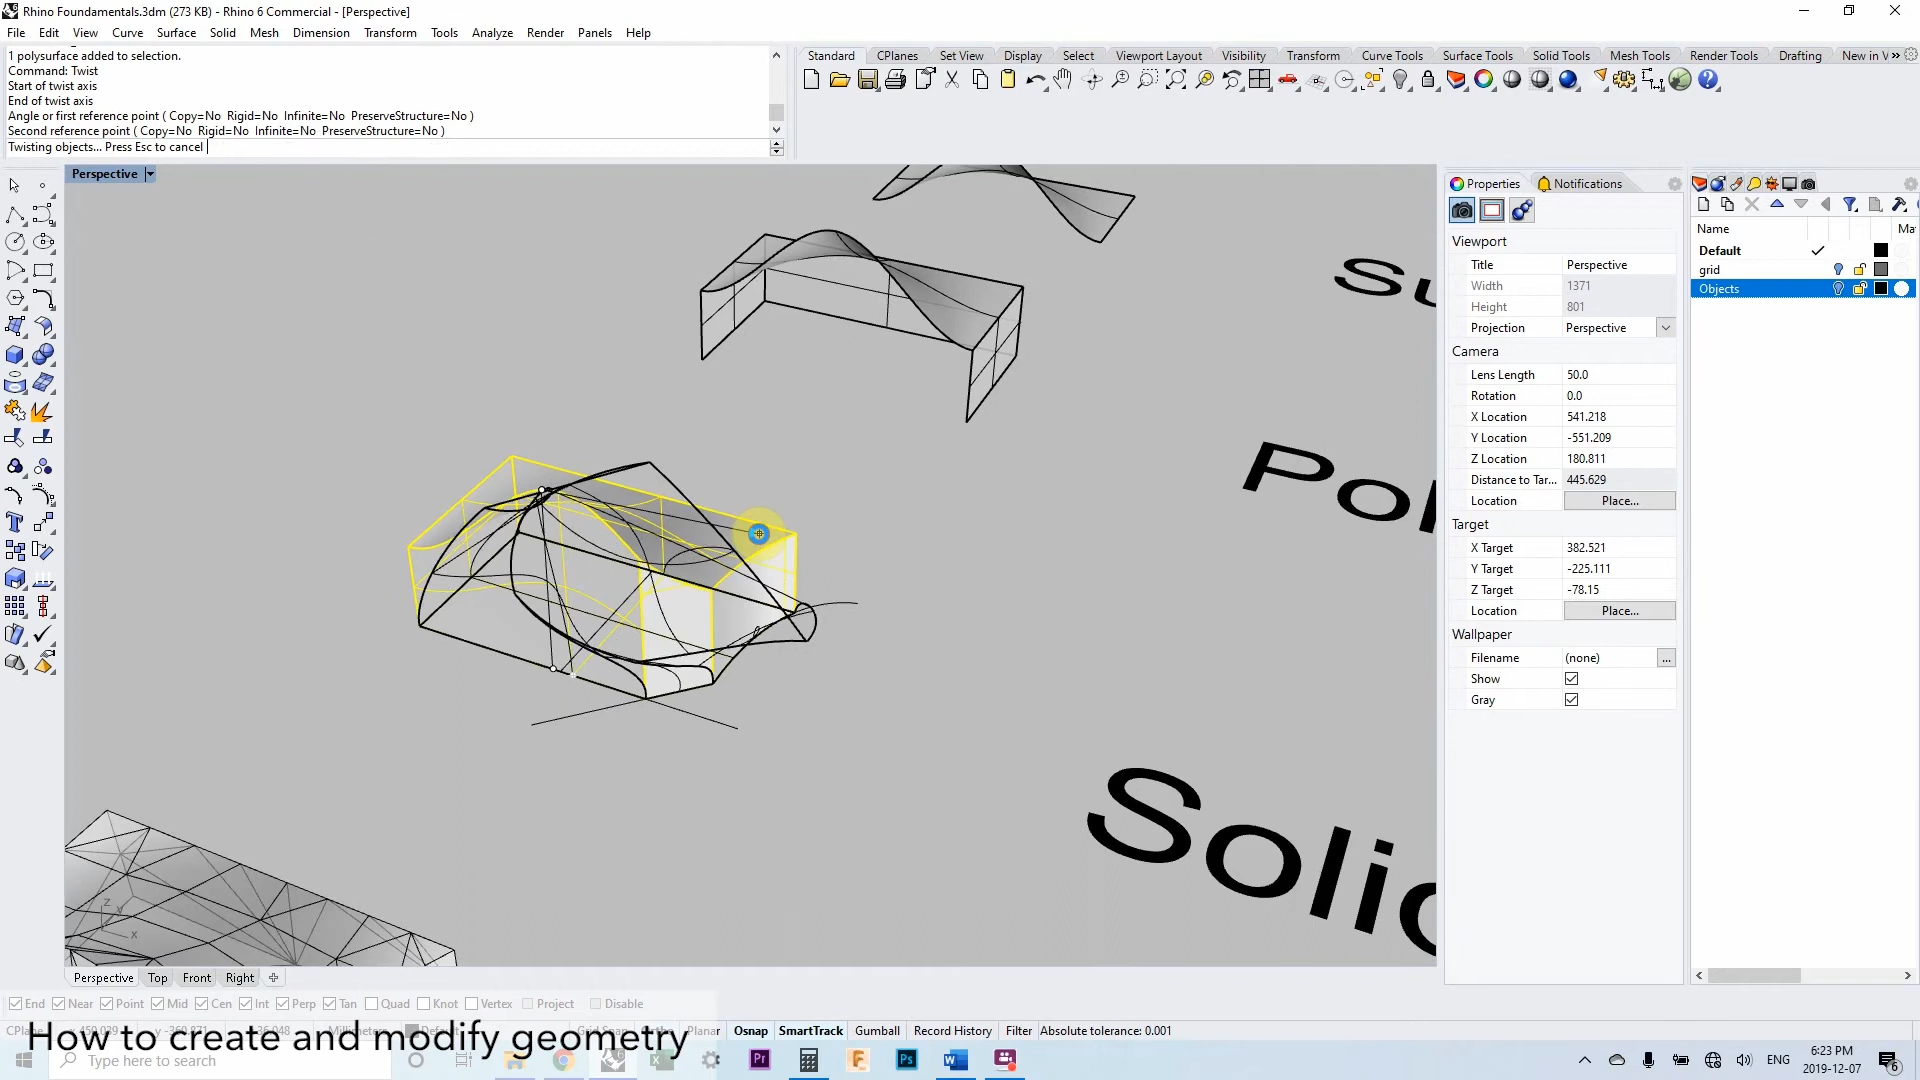 Rhino Foundamentals.3dm (273 KB) - Rhino 6 Commercial - [Perspective]
File Edit View Curve Surface Solid Mesh Dimension Transform Tools Analyze Render Panels Help
1 polysurface added to selection.
Command: Twist
Start of twist axis
End of twist axis
Angle or first reference point ( Copy=No Rigid=No Infinite=No PreserveStructure=No )
Second reference point ( Copy=No Rigid=No Infinite=No PreserveStructure=No )
Twisting objects... Press Esc to cancel
Standard CPlanes Set View Display Select Viewport Layout Visibility Transform Curve Tools Surface Tools Solid Tools Mesh Tools Render Tools Drafting New in V »
Perspective
Su
Pol
Solid
z y x
Properties Notifications
Viewport
Title Perspective
Width 1371
Height 801
Projection Perspective
Camera
Lens Length 50.0
Rotation 0.0
X Location 541.218
Y Location -551.209
Z Location 180.811
Distance to Tar... 445.629
Location Place...
Target
X Target 382.521
Y Target -225.111
Z Target -78.15
Location Place...
Wallpaper
Filename (none) ...
Show
Gray
Name Ma
Default
grid
Objects
Perspective Top Front Right
End Near Point Mid Cen Int Perp Tan Quad Knot Vertex Project Disable
CPlane Planar Osnap SmartTrack Gumball Record History Filter Absolute tolerance: 0.001
How to create and modify geometry
Type here to search
ENG
6:23 PM
2019-12-07
6